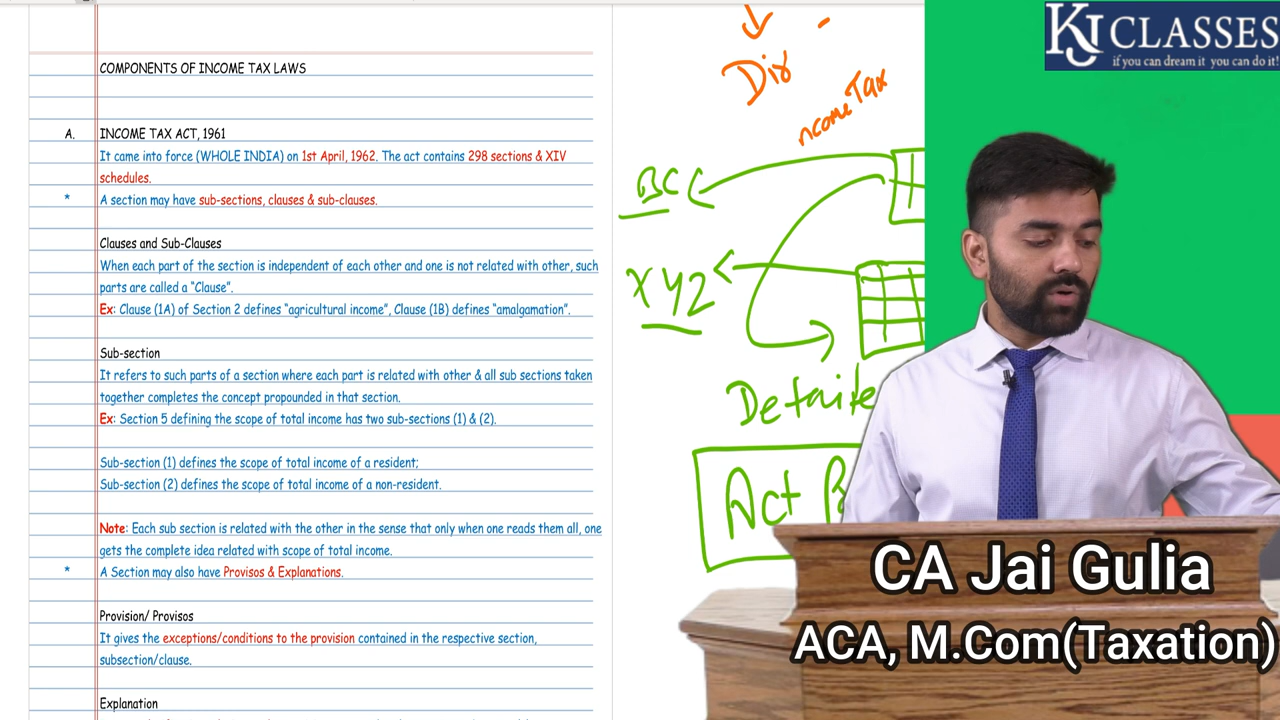 COMPONENTS OF INCOME TAX LAWS
A. INCOME TAX ACT, 1961
It came into force (WHOLE INDIA) on 1st April, 1962. The act contains 298 sections & XIV
schedules.
* A section may have sub-sections, clauses & sub-clauses.
Clauses and Sub-Clauses
When each part of the section is independent of each other and one is not related with other, such
parts are called a “Clause”.
Ex: Clause (1A) of Section 2 defines “agricultural income”, Clause (1B) defines “amalgamation”.
Sub-section
It refers to such parts of a section where each part is related with other & all sub sections taken
together completes the concept propounded in that section.
Ex: Section 5 defining the scope of total income has two sub-sections (1) & (2).
Sub-section (1) defines the scope of total income of a resident;
Sub-section (2) defines the scope of total income of a non-resident.
Note: Each sub section is related with the other in the sense that only when one reads them all, one
gets the complete idea related with scope of total income.
* A Section may also have Provisos & Explanations.
Provision/ Provisos
It gives the exceptions/conditions to the provision contained in the respective section,
subsection/clause.
Explanation
Dir
ncome Tax
BC
XYZ
Detaile
Act
KJ CLASSES
if you can dream it you can do it!
CA Jai Gulia
ACA, M.Com(Taxation)